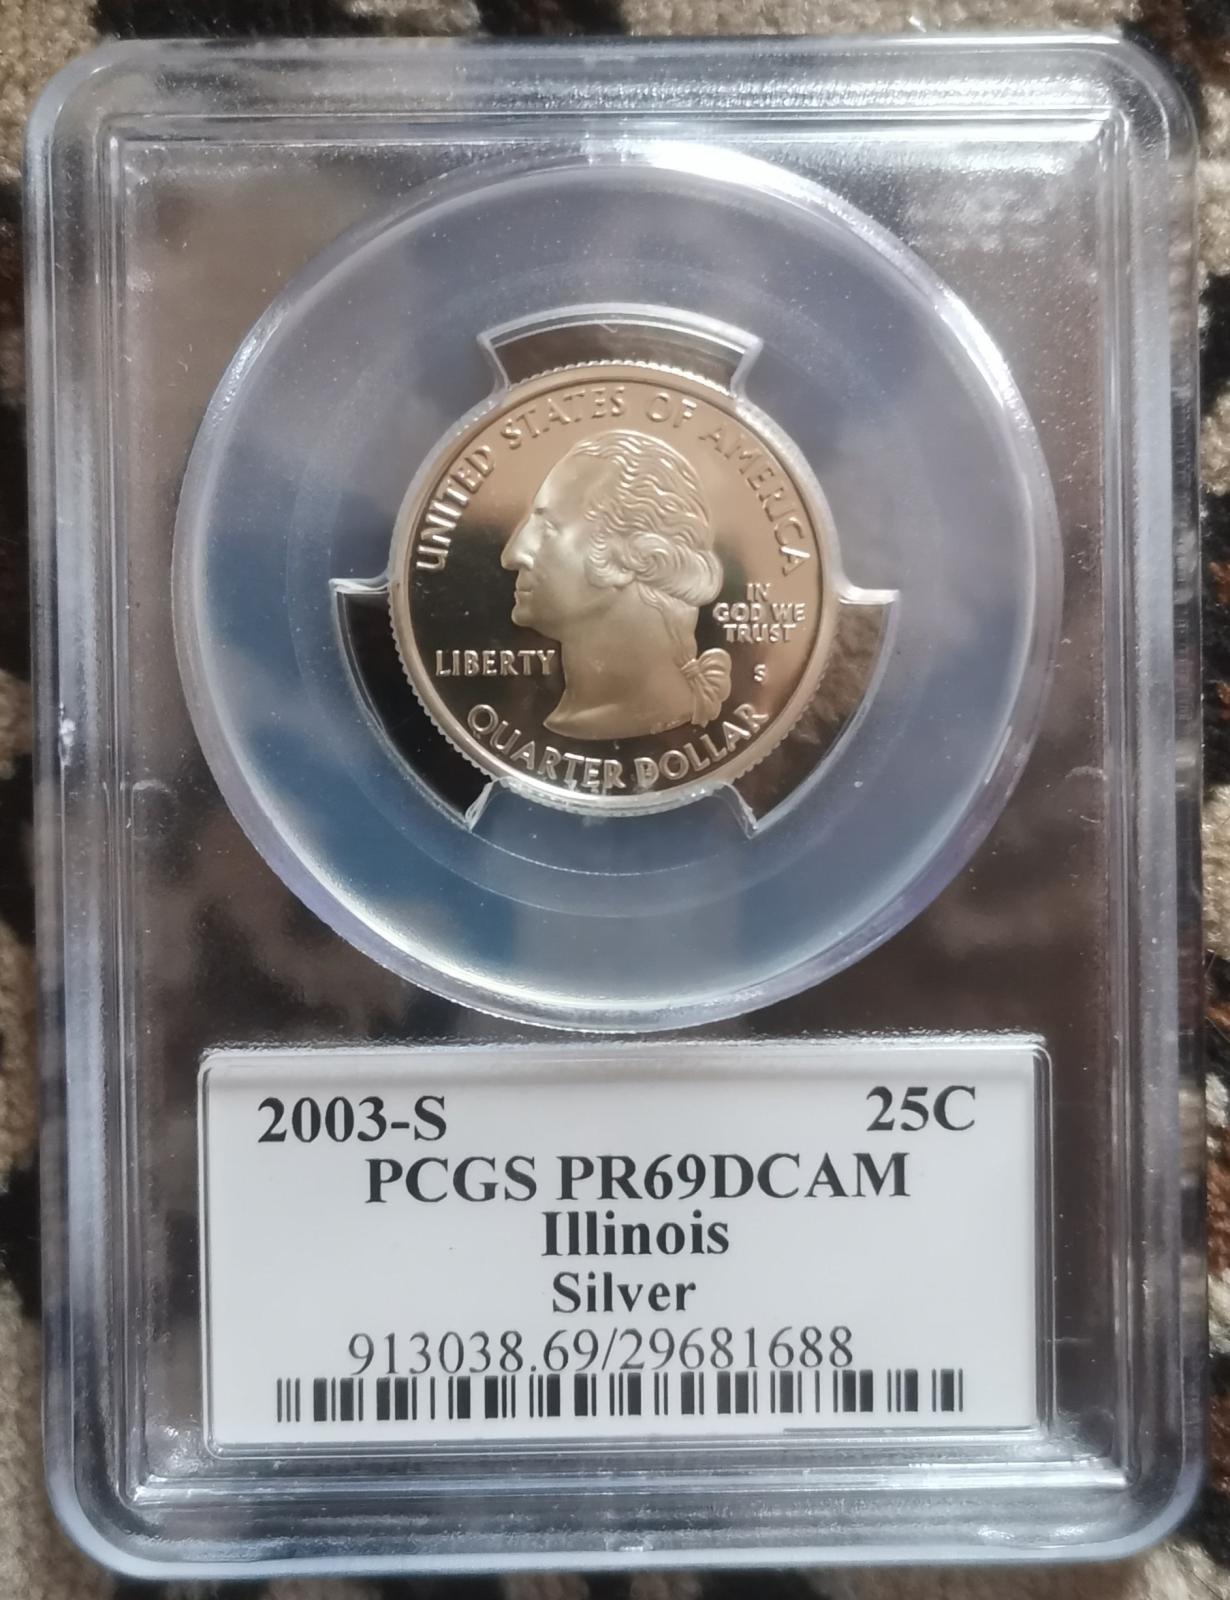 UNITED STATES OF AMERICA
IN
GOD WE
TRUST
LIBERTY
S
QUARTER DOLLAR
2003-S 25C
PCGS PR69DCAM
Illinois
Silver
913038.69/29681688